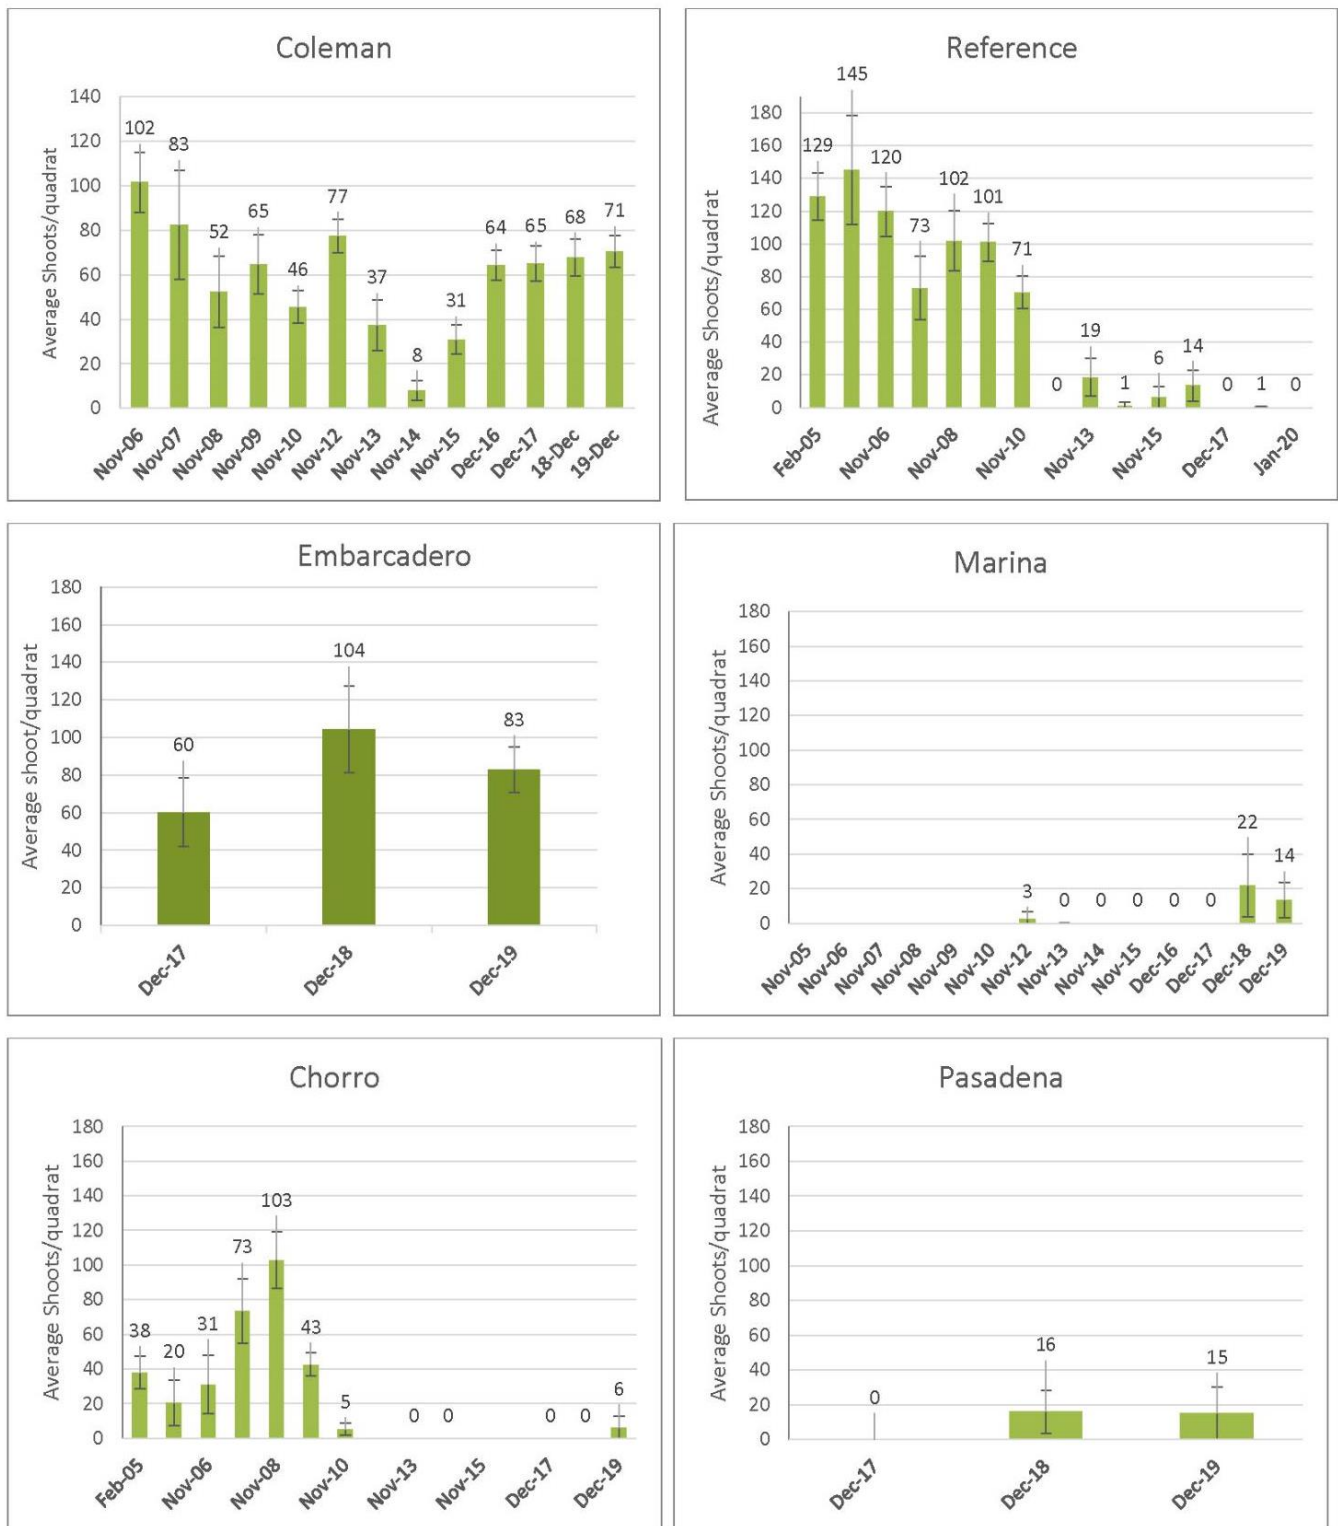 Coleman
Average Shoots/quadrat
140
120
100
80
60
40
20
0
102
83
52
65
46
77
37
8
31
64
65
68
71
Nov-06
Nov-07
Nov-08
Nov-09
Nov-10
Nov-12
Nov-13
Nov-14
Nov-15
Dec-16
Dec-17
18-Dec
19-Dec
Reference
Average Shoots/quadrat
180
160
140
120
100
80
60
40
20
0
129
145
120
73
102
101
71
0
19
1
6
14
0
1
0
Feb-05
Nov-06
Nov-08
Nov-10
Nov-13
Nov-15
Dec-17
Jan-20
Embarcadero
Average shoot/quadrat
180
160
140
120
100
80
60
40
20
0
60
104
83
Dec-17
Dec-18
Dec-19
Marina
Average Shoots/quadrat
180
160
140
120
100
80
60
40
20
0
3
0
0
0
0
0
22
14
Nov-05
Nov-06
Nov-07
Nov-08
Nov-09
Nov-10
Nov-12
Nov-13
Nov-14
Nov-15
Dec-16
Dec-17
Dec-18
Dec-19
Chorro
Average Shoots/quadrat
180
160
140
120
100
80
60
40
20
0
38
20
31
73
103
43
5
0
0
0
0
6
Feb-05
Nov-06
Nov-08
Nov-10
Nov-13
Nov-15
Dec-17
Dec-19
Pasadena
Average Shoots/quadrat
180
160
140
120
100
80
60
40
20
0
0
16
15
Dec-17
Dec-18
Dec-19